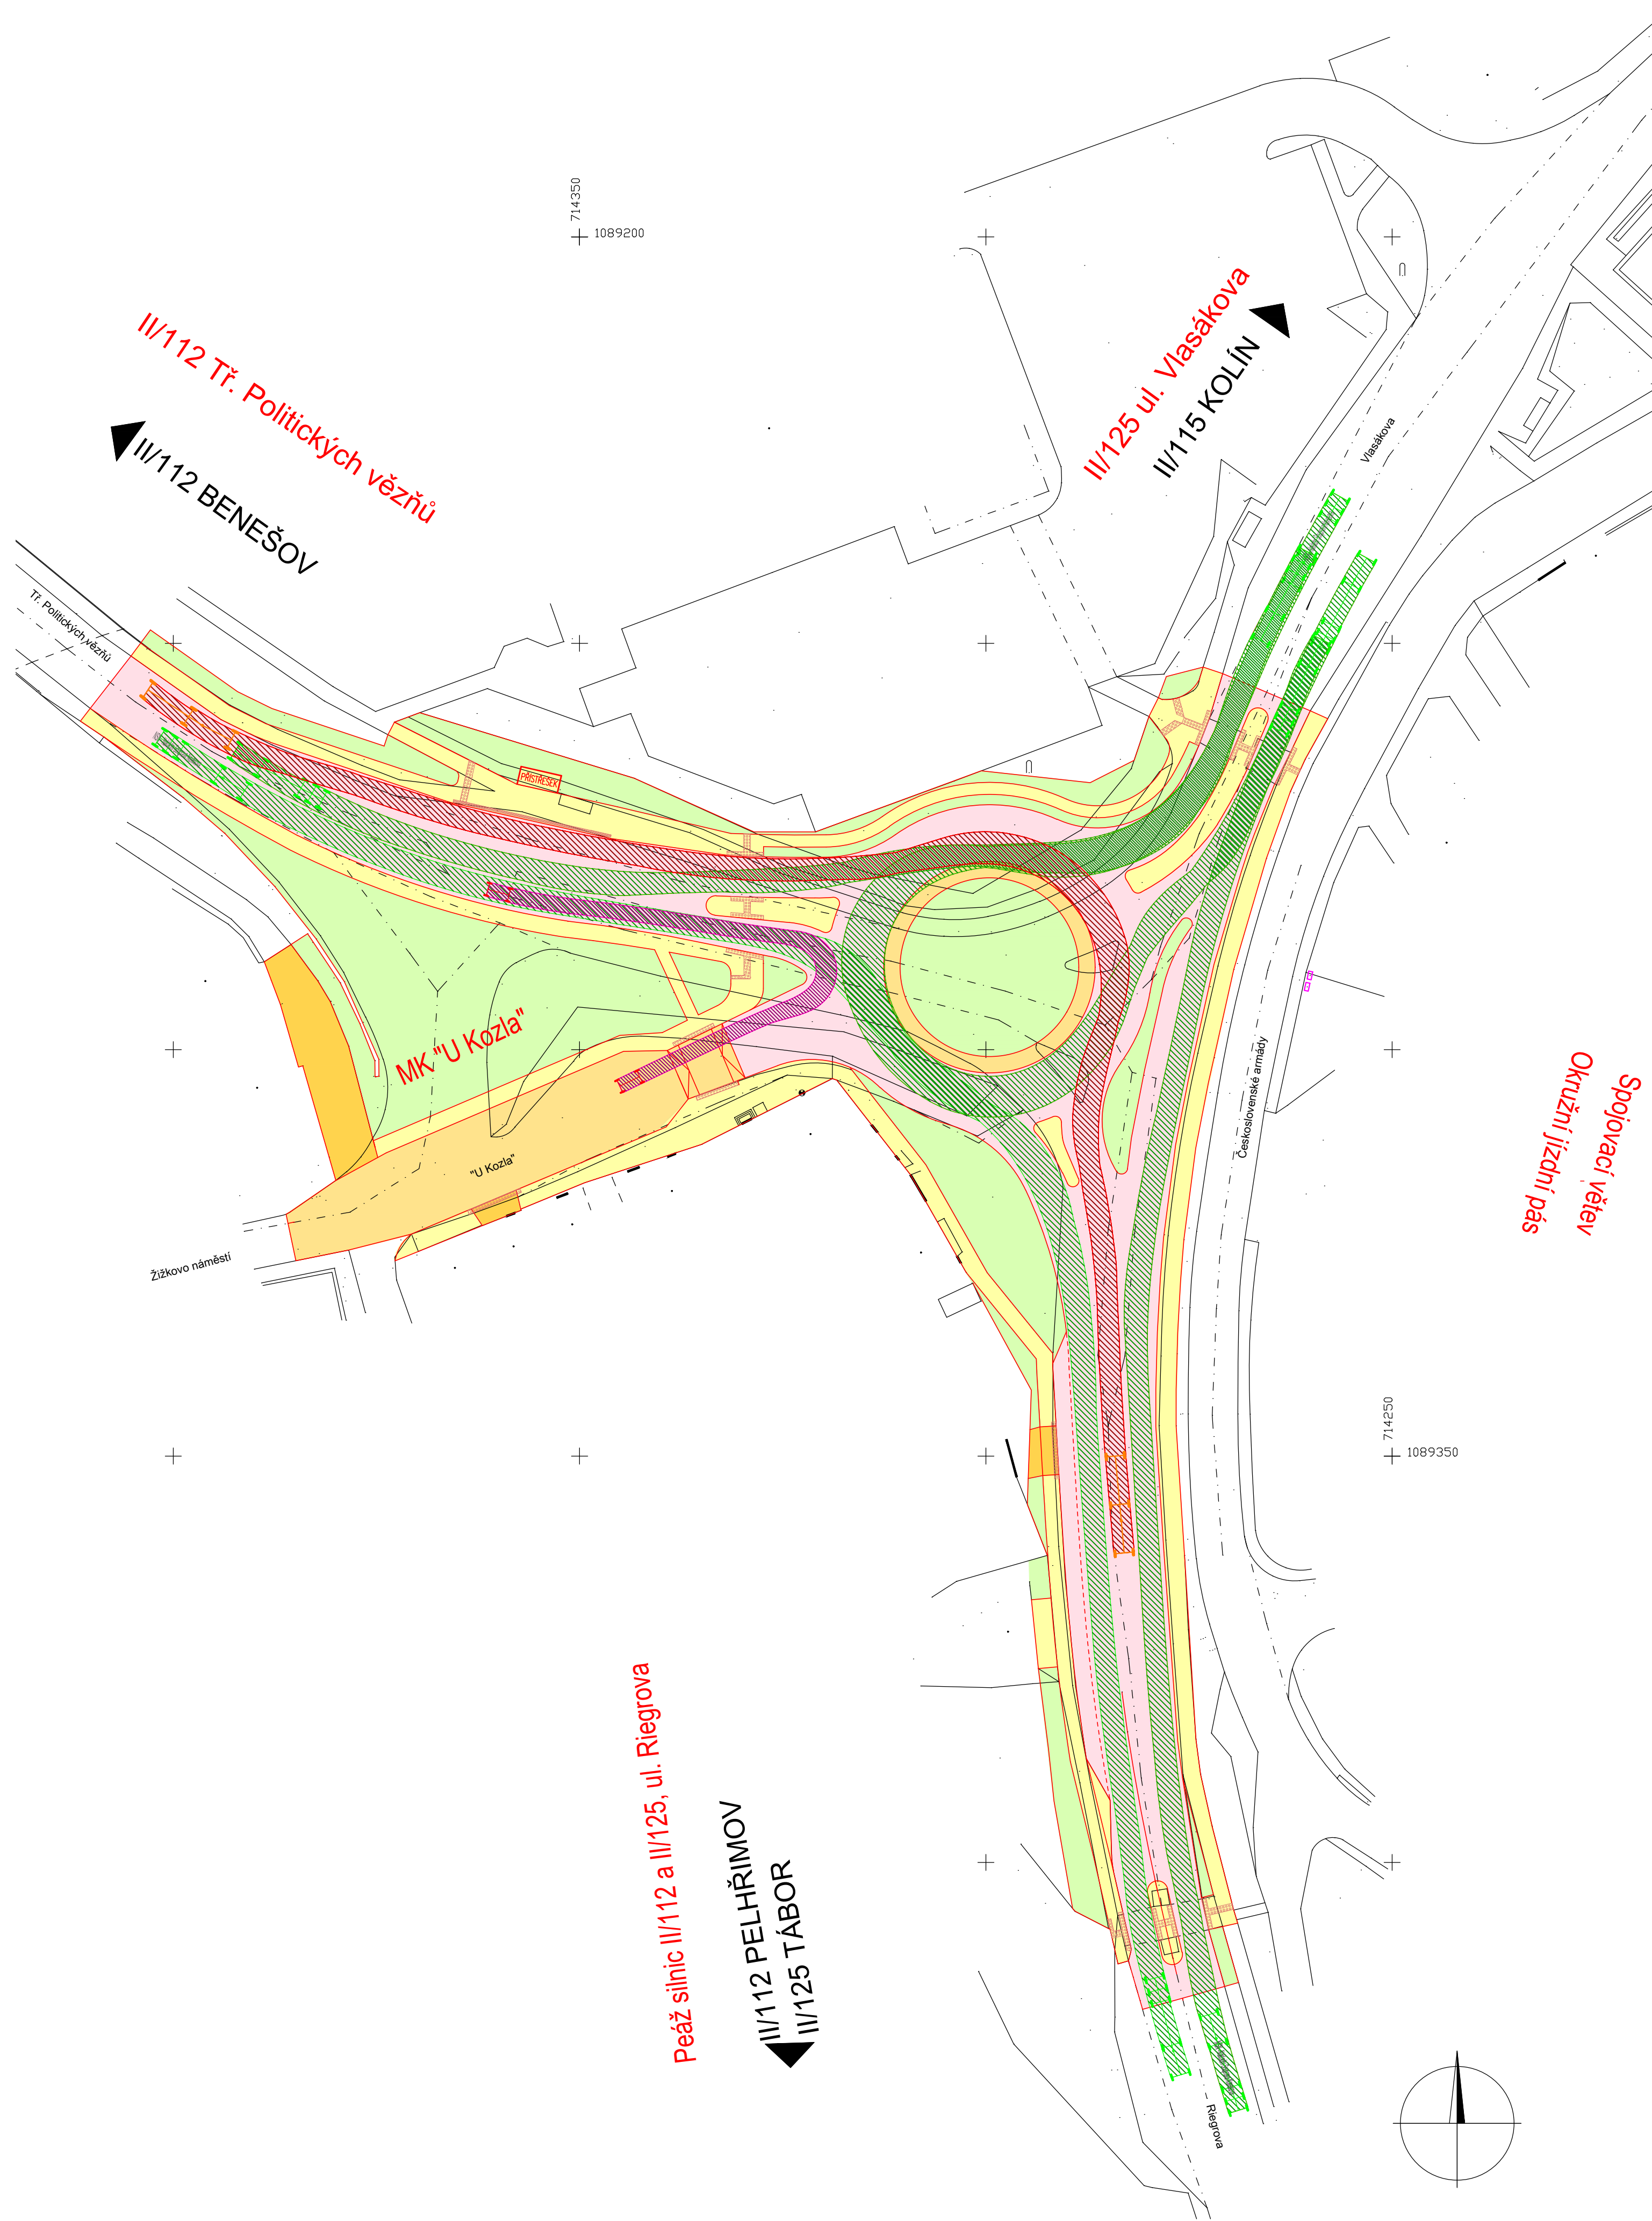 714350
1089200
II/112 Tř. Politických vězňů
II/112 BENEŠOV
II/125 ul. Vlasákova
II/115 KOLÍN
Vlasákova
Tř. Politických vězňů
PŘÍSTŘEŠEK
MK "U Kozla"
"U Kozla"
Žižkovo náměstí
Československé armády
Spojovací větev
Okružní jízdní pás
714250
1089350
Peáž silnic II/112 a II/125, ul. Riegrova
II/112 PELHŘIMOV
II/125 TÁBOR
Riegrova